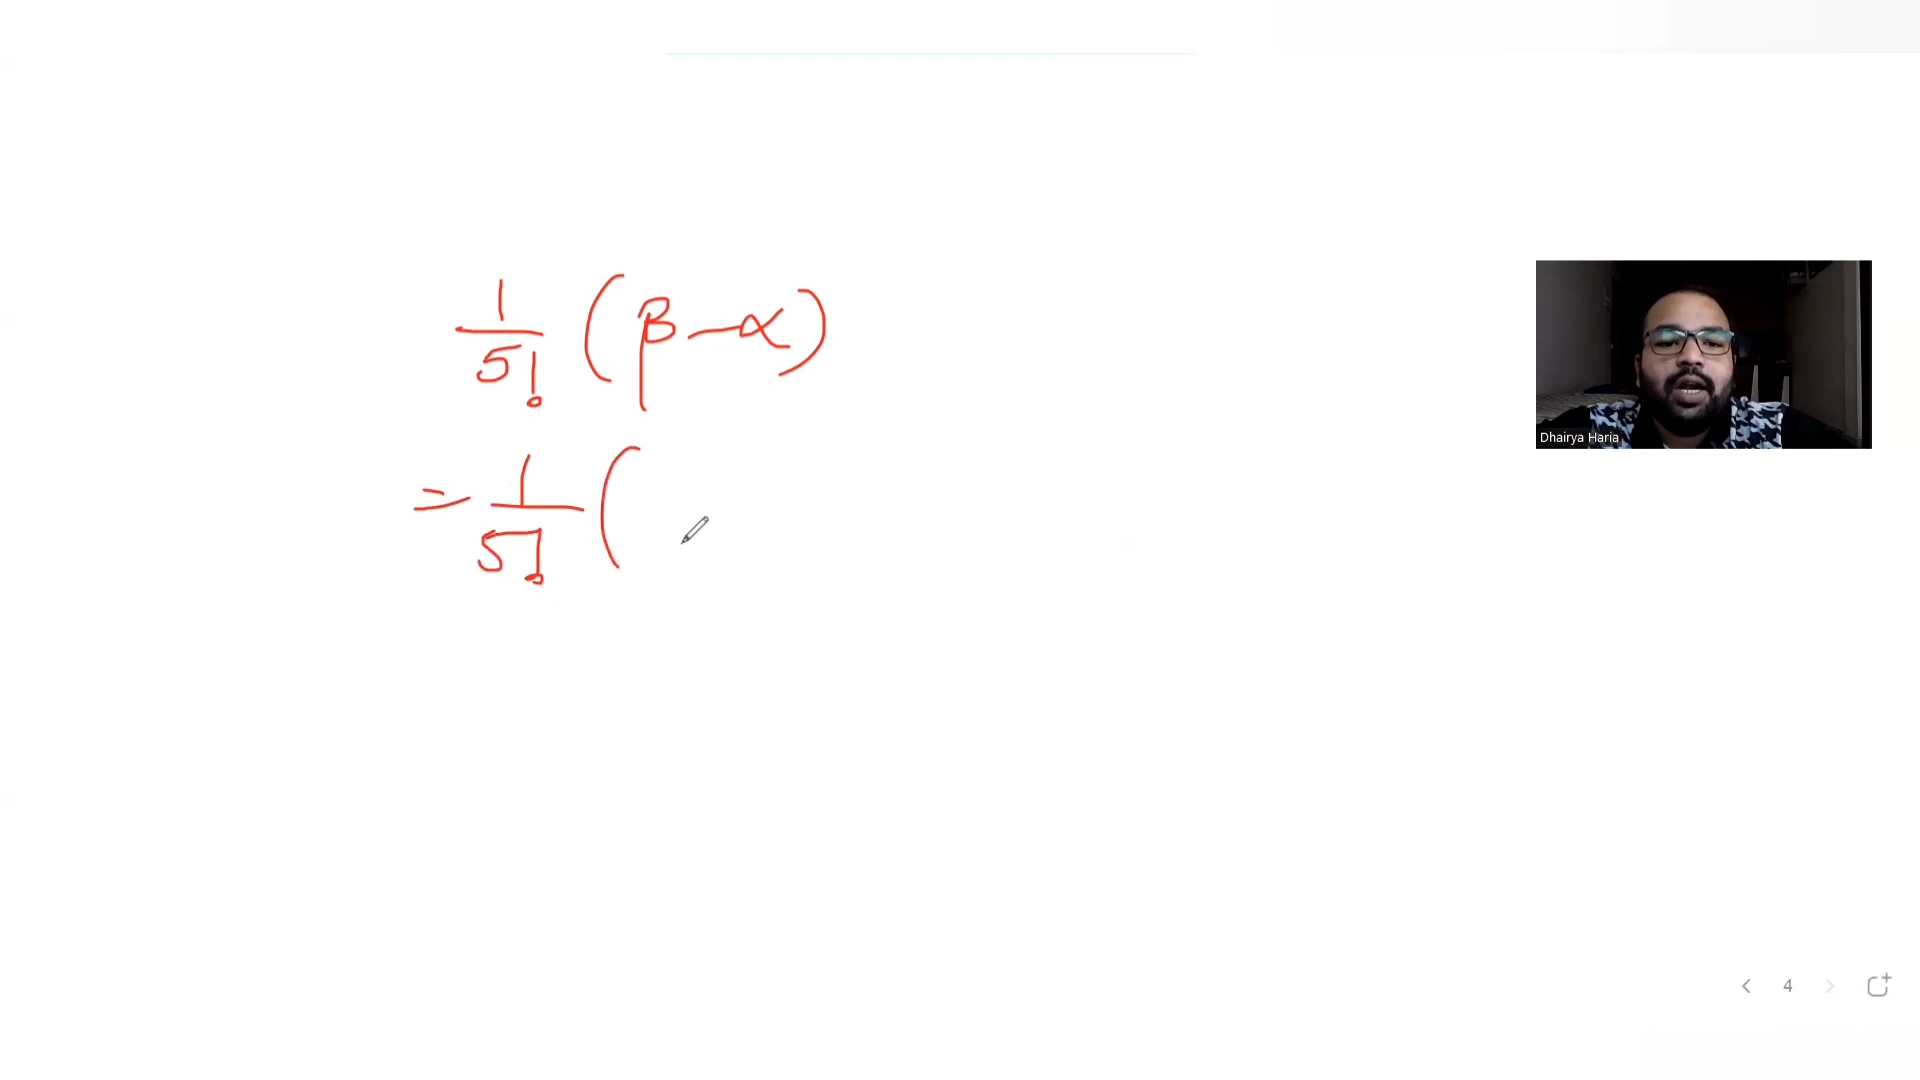 1/5! (β - α)
= 1/5! (
Dhairya Haria
4